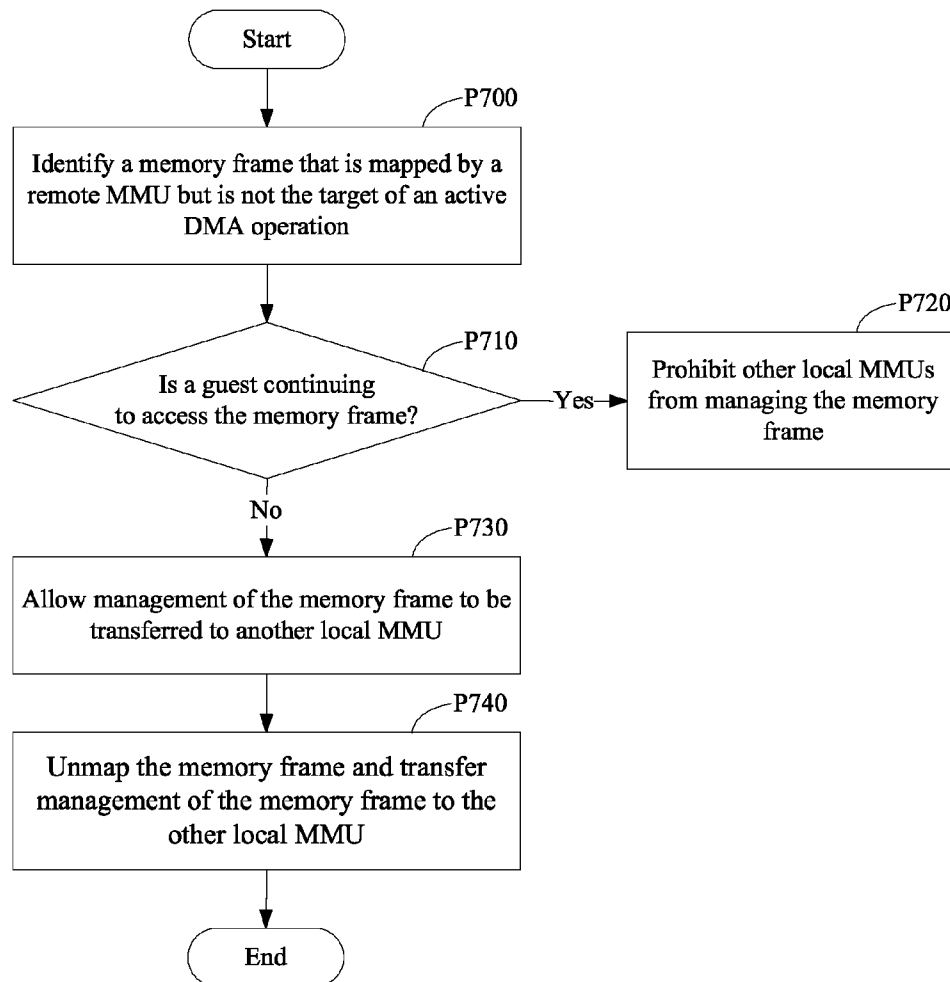 Start
P700
Identify a memory frame that is mapped by a
remote MMU but is not the target of an active
DMA operation
P710
Is a guest continuing
to access the memory frame?
Yes
P720
Prohibit other local MMUs
from managing the memory
frame
No
P730
Allow management of the memory frame to be
transferred to another local MMU
P740
Unmap the memory frame and transfer
management of the memory frame to the
other local MMU
End